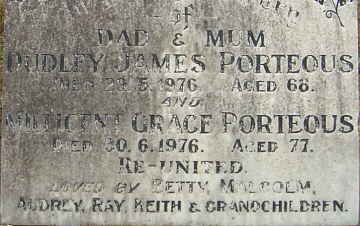 of
DAD & MUM
DUDLEY JAMES PORTEOUS
DIED 5.1976. AGED 68.
AND
MILLICENT GRACE PORTEOUS
DIED 30.6.1976. AGED 77.
RE-UNITED.
LOVED BY BETTY, MALCOLM,
AUDREY, RAY, KEITH & GRANDCHILDREN.